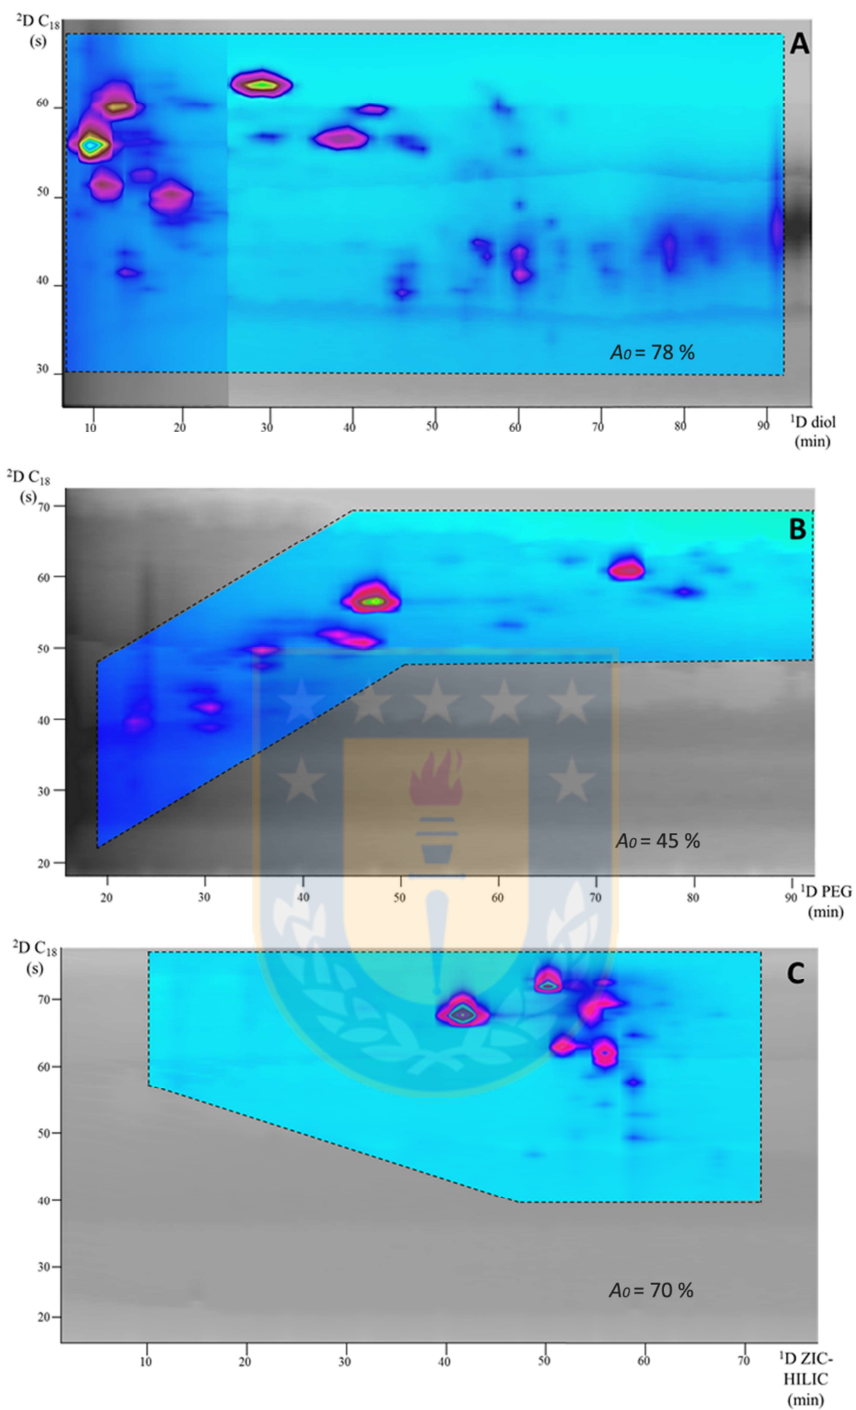 ²D C₁₈
(s)
A
60
50
40
30
A₀ = 78 %
10 20 30 40 50 60 70 80 90
¹D diol
(min)
²D C₁₈
(s)
70
B
60
50
40
30
A₀ = 45 %
20
20 30 40 50 60 70 80 90
¹D PEG
(min)
²D C₁₈
(s)
C
70
60
50
40
30
A₀ = 70 %
20
10 20 30 40 50 60 70
¹D ZIC-
HILIC
(min)